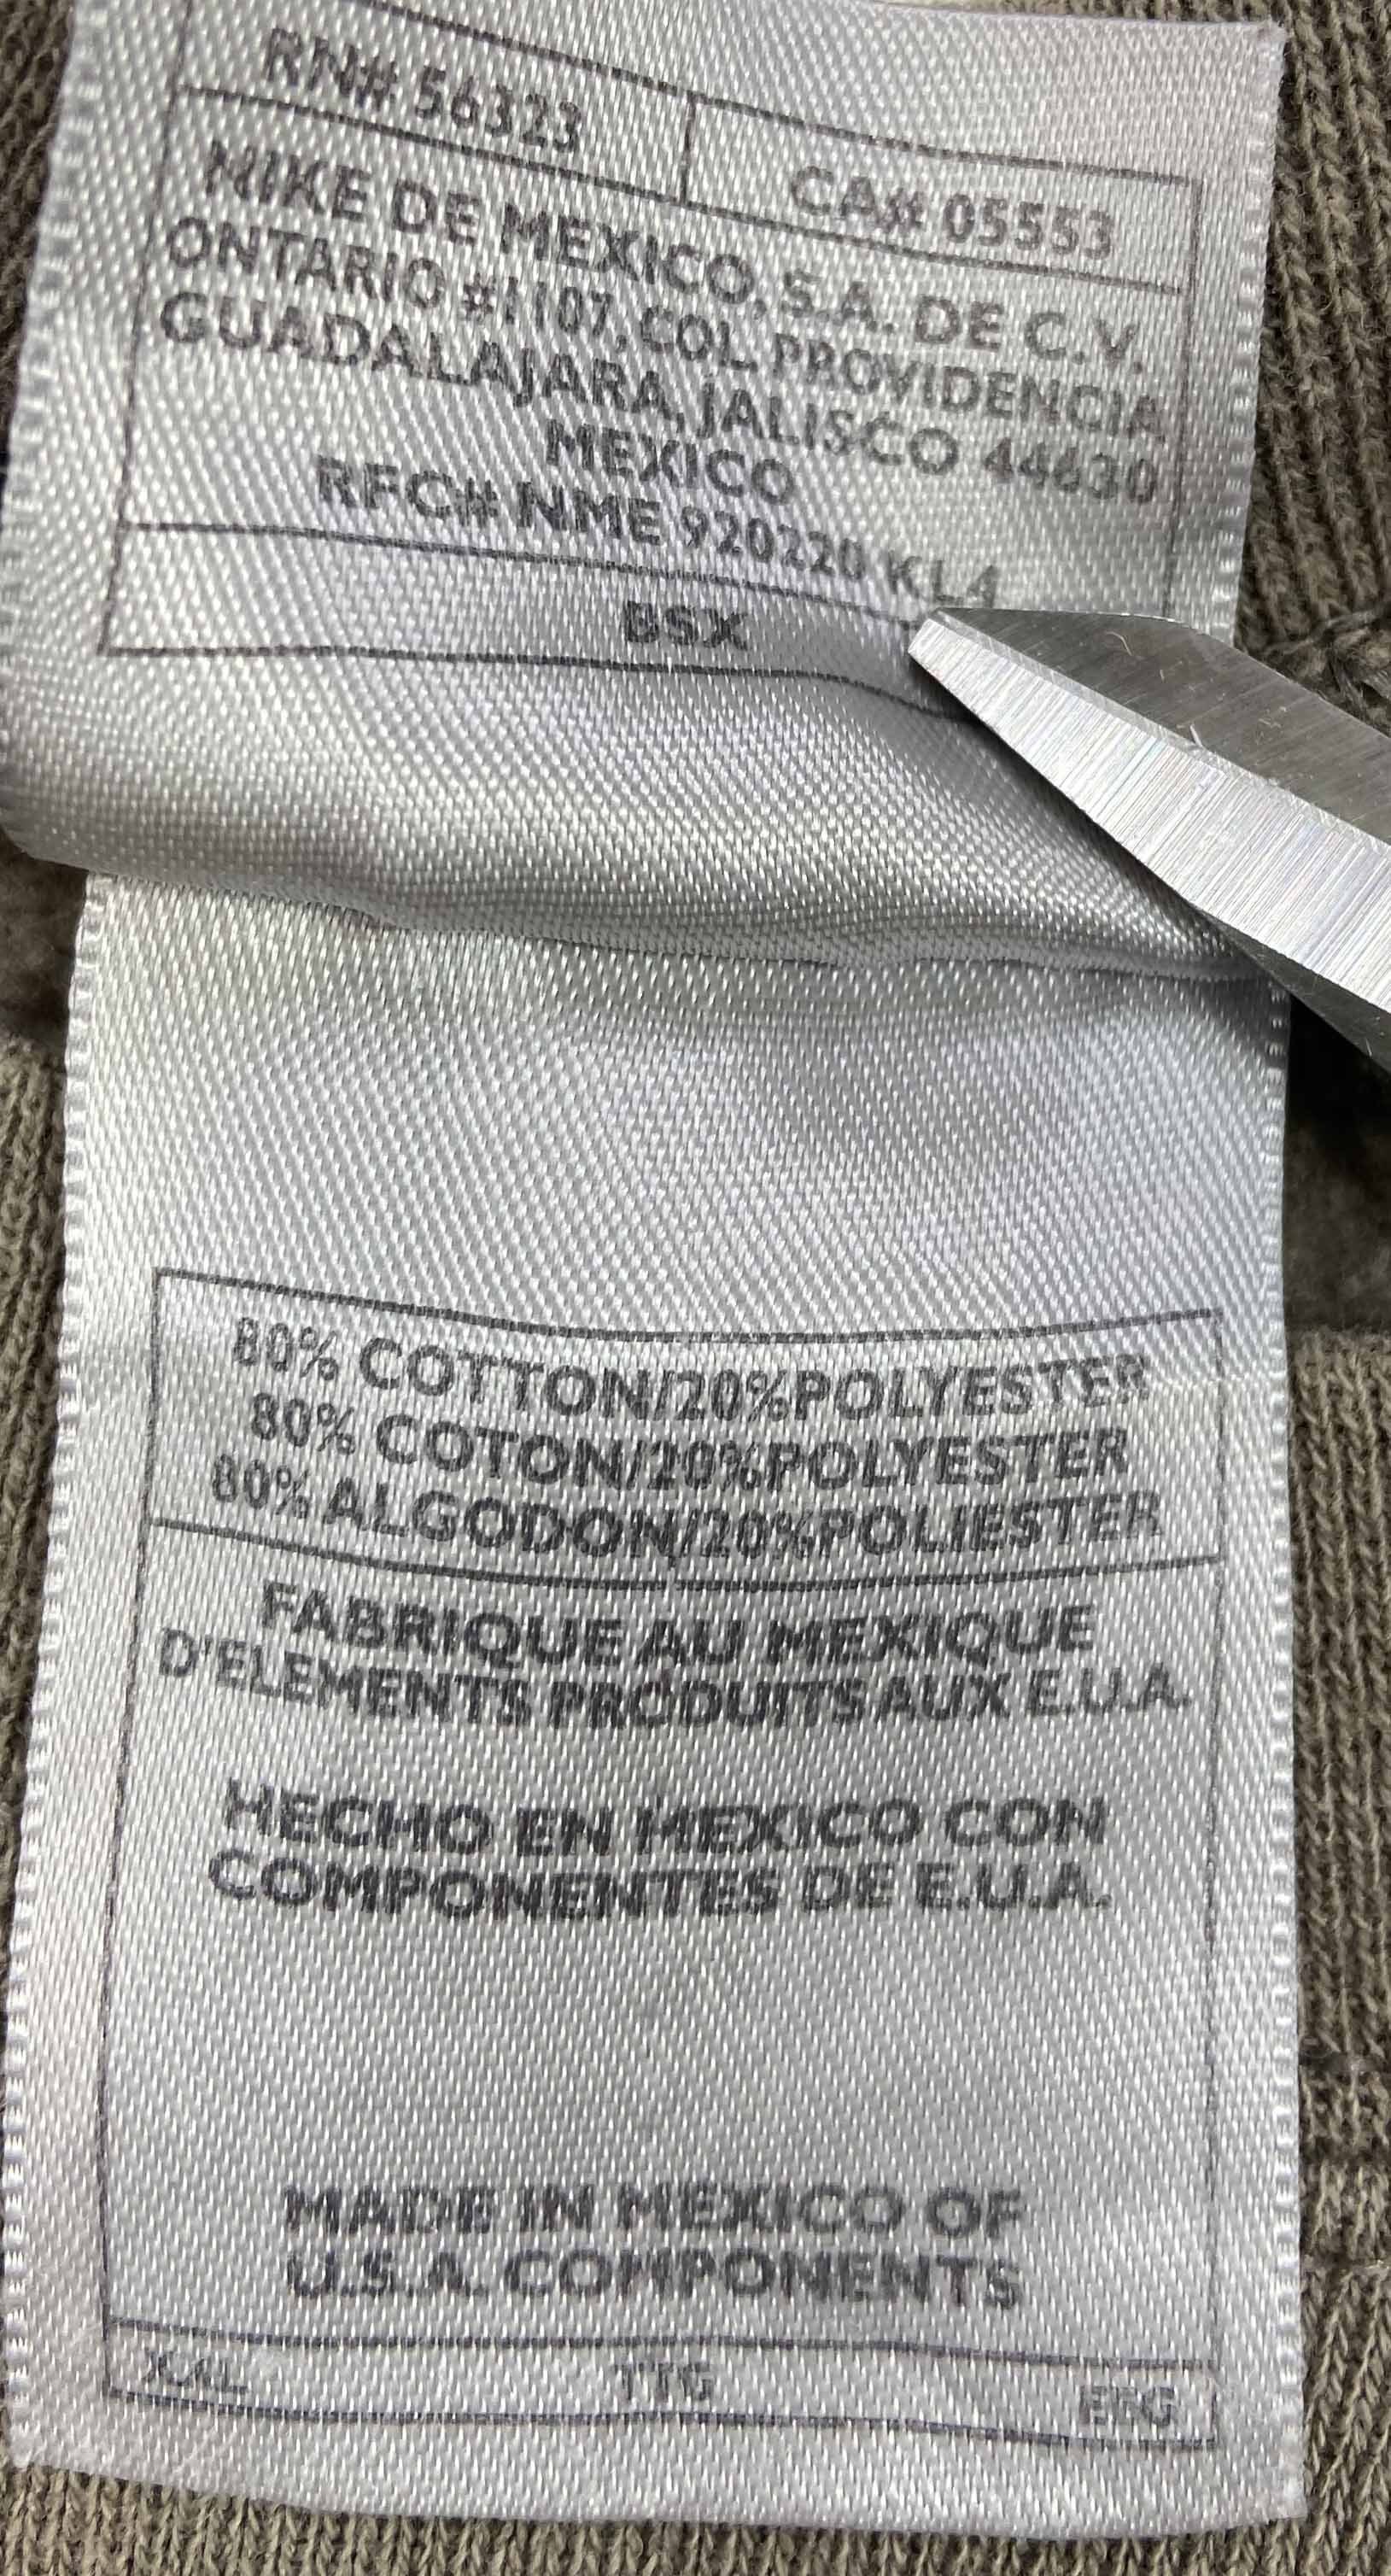 RN# 56323
CA# 05553
NIKE DE MEXICO, S.A. DE C.V.
ONTARIO #1107, COL. PROVIDENCIA
GUADALAJARA, JALISCO 44630
MEXICO
RFC# NME 920220 KL4
BSX
80% COTTON/20%POLYESTER
80% COTON/20%POLYESTER
80% ALGODON/20%POLIESTER
FABRIQUE AU MEXIQUE
D'ELEMENTS PRODUITS AUX E.U.A.
HECHO EN MEXICO CON
COMPONENTES DE E.U.A.
MADE IN MEXICO OF
U.S.A. COMPONENTS
XXL TTG EEG